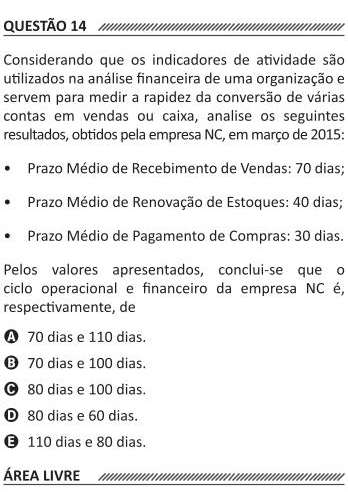 QUESTÃO 14
Considerando que os indicadores de atividade são
utilizados na análise financeira de uma organização e
servem para medir a rapidez da conversão de várias
contas em vendas ou caixa, analise os seguintes
resultados, obtidos pela empresa NC, em março de 2015:
• Prazo Médio de Recebimento de Vendas: 70 dias;
• Prazo Médio de Renovação de Estoques: 40 dias;
• Prazo Médio de Pagamento de Compras: 30 dias.
Pelos valores apresentados, conclui-se que o
ciclo operacional e financeiro da empresa NC é,
respectivamente, de
A 70 dias e 110 dias.
B 70 dias e 100 dias.
C 80 dias e 100 dias.
D 80 dias e 60 dias.
E 110 dias e 80 dias.
ÁREA LIVRE